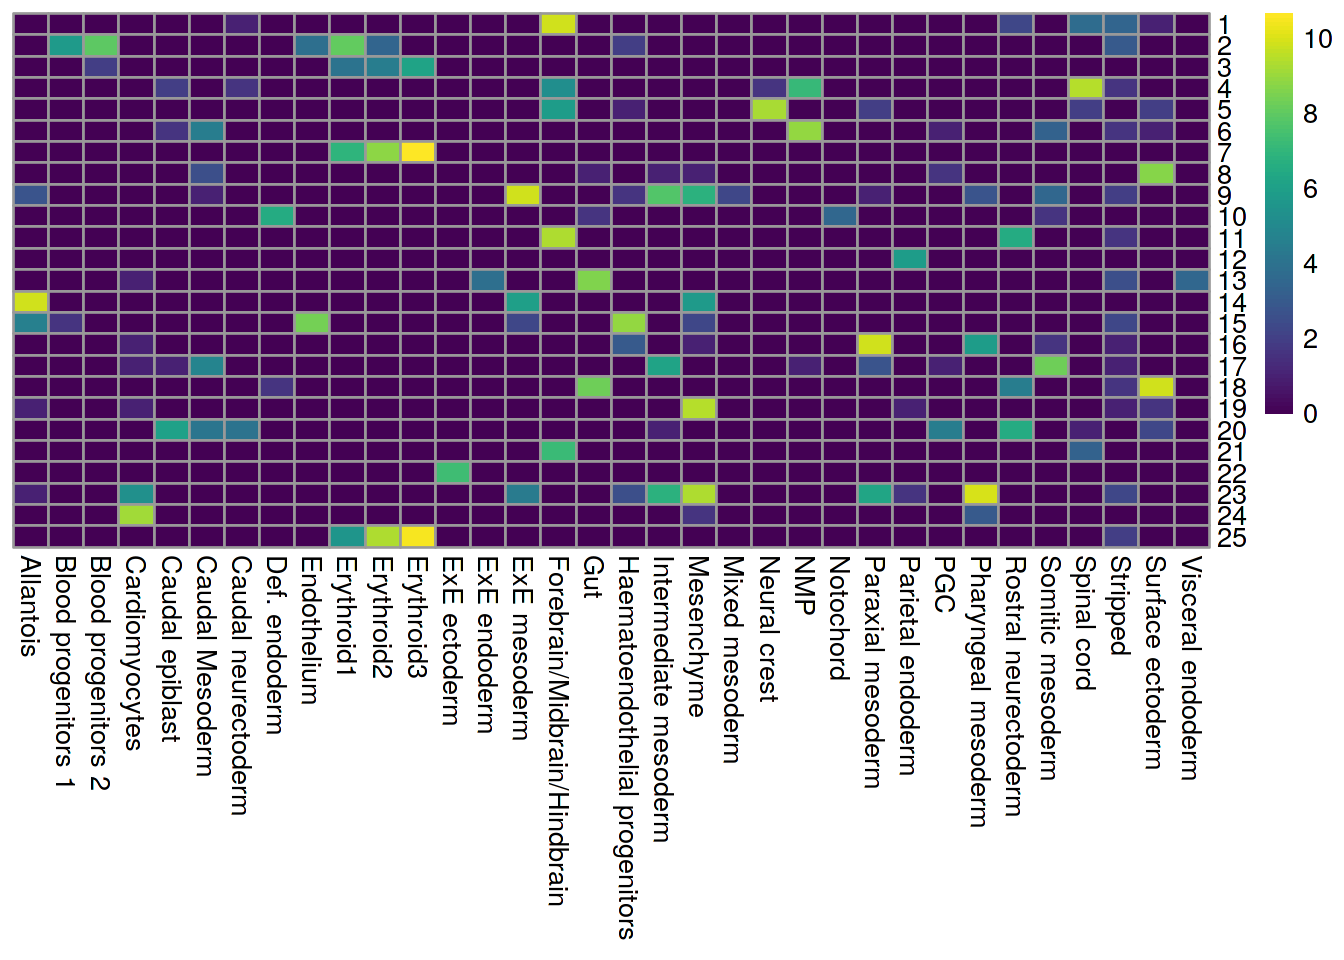 1
2
3
4
5
6
7
8
9
10
11
12
13
14
15
16
17
18
19
20
21
22
23
24
25
10
8
6
4
2
0
Allantois
Blood progenitors 1
Blood progenitors 2
Cardiomyocytes
Caudal epiblast
Caudal Mesoderm
Caudal neurectoderm
Def. endoderm
Endothelium
Erythroid1
Erythroid2
Erythroid3
ExE ectoderm
ExE endoderm
ExE mesoderm
Forebrain/Midbrain/Hindbrain
Gut
Haematoendothelial progenitors
Intermediate mesoderm
Mesenchyme
Mixed mesoderm
Neural crest
NMP
Notochord
Paraxial mesoderm
Parietal endoderm
PGC
Pharyngeal mesoderm
Rostral neurectoderm
Somitic mesoderm
Spinal cord
Stripped
Surface ectoderm
Visceral endoderm